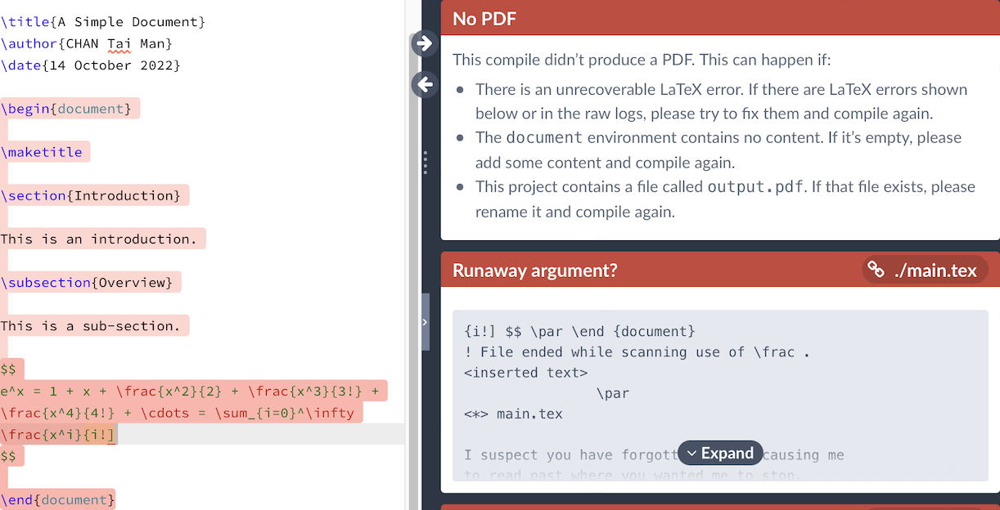 \title{A Simple Document}
\author{CHAN Tai Man}
\date{14 October 2022}
\begin{document}
\maketitle
\section{Introduction}
This is an introduction.
\subsection{Overview}
This is a sub-section.
$$
e^x = 1 + x + \frac{x^2}{2} + \frac{x^3}{3!} +
\frac{x^4}{4!} + \cdots = \sum_{i=0}^\infty
\frac{x^i}{i!]
$$
\end{document}
No PDF
This compile didn’t produce a PDF. This can happen if:
• There is an unrecoverable LaTeX error. If there are LaTeX errors shown
below or in the raw logs, please try to fix them and compile again.
• The document environment contains no content. If it’s empty, please
add some content and compile again.
• This project contains a file called output.pdf. If that file exists, please
rename it and compile again.
Runaway argument?
./main.tex
{i!] $$ \par \end {document}
! File ended while scanning use of \frac .
<inserted text>
\par
<*> main.tex
I suspect you have forgott causing me
Expand
to read past where you wanted me to stop.